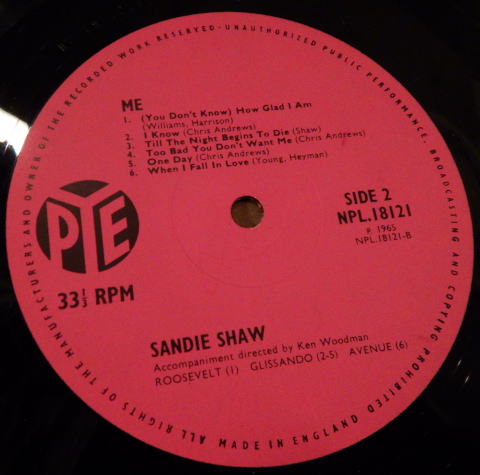 MANUFACTURERS AND OWNER OF THE RECORDED WORK RESERVED-UNAUTHORIZED PUBLIC PERFORMANCE, BROADCASTING AND COPYING PROHIBITED MADE IN ENGLAND ALL RIGHTS OF THE
ME
1. (You Don't Know) How Glad I Am
(Williams, Harrison)
2. I Know (Chris Andrews)
3. Till The Night Begins To Die (Shaw)
4. Too Bad You Don't Want Me (Chris Andrews)
5. One Day (Chris Andrews)
6. When I Fall In Love (Young, Heyman)
PYE
SIDE 2
NPL.18121
P. 1965
NPL.18121-B
33⅓ RPM
SANDIE SHAW
Accompaniment directed by Ken Woodman
ROOSEVELT (1) GLISSANDO (2-5) AVENUE (6)